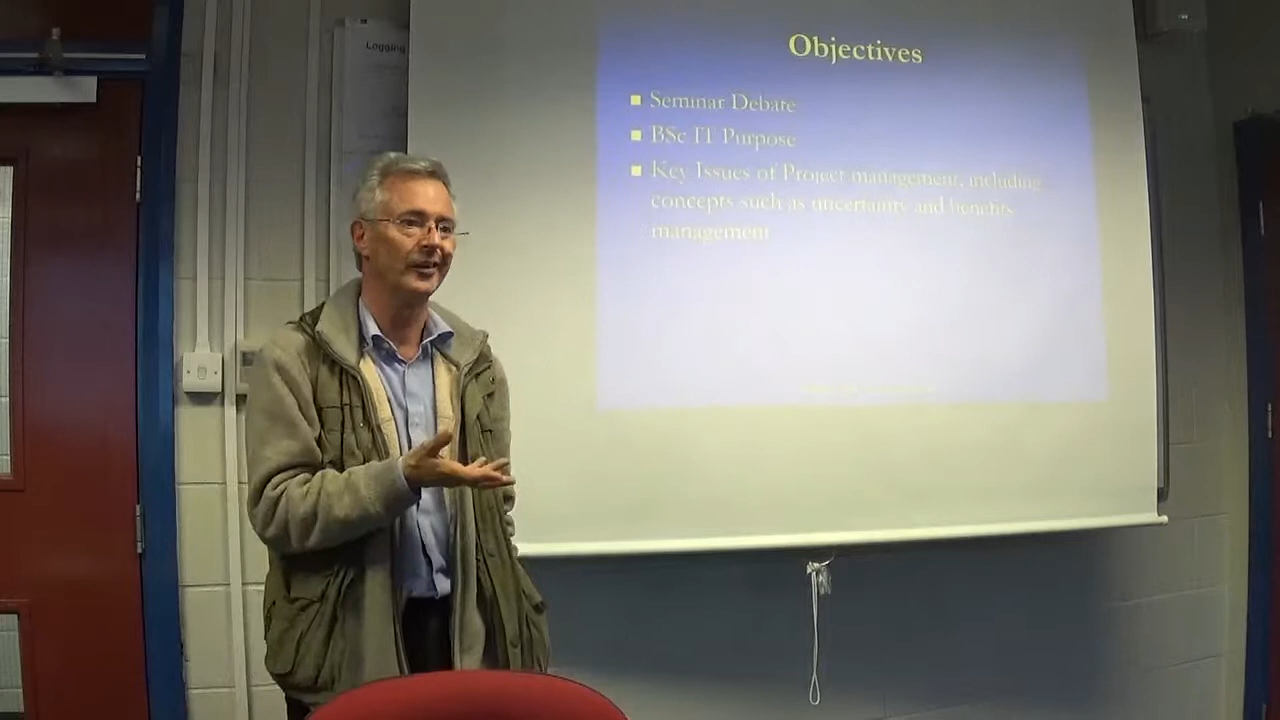 Logging
Objectives
Seminar Debate
BSc IT Purpose
Key Issues of Project management, including
concepts such as uncertainty and benefits
management